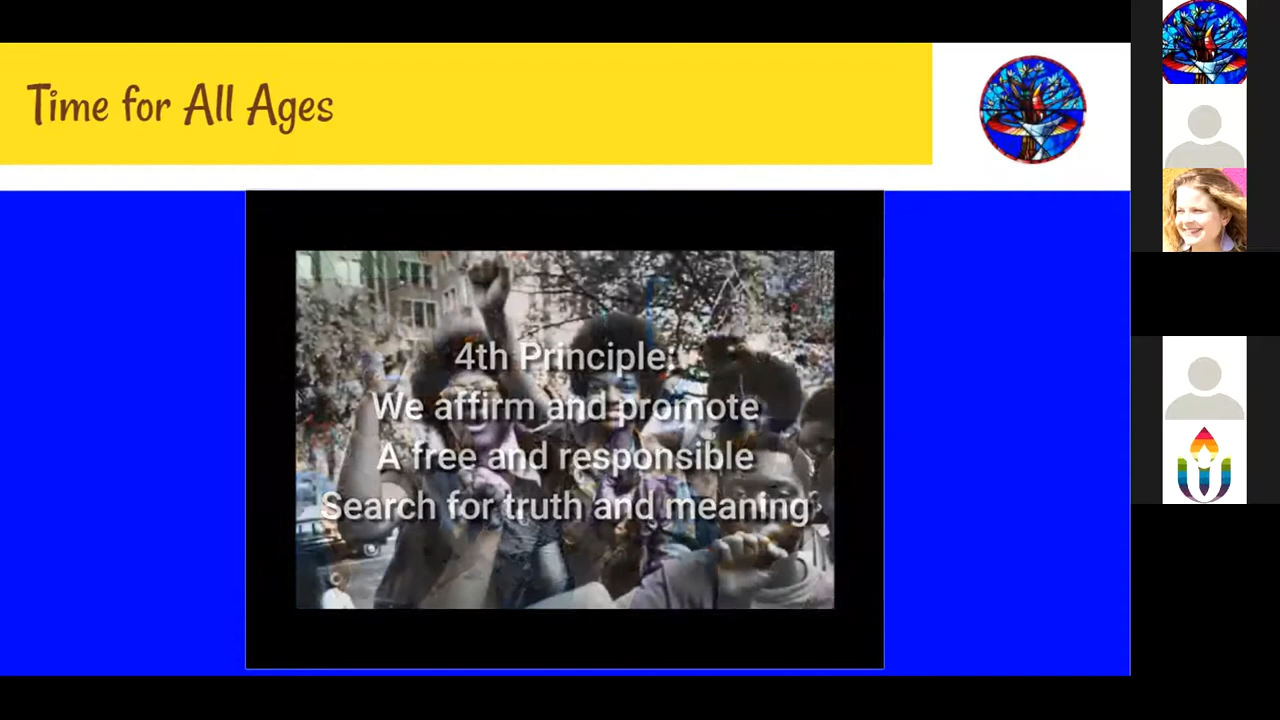 Time for All Ages
4th Principle:
We affirm and promote
A free and responsible
Search for truth and meaning